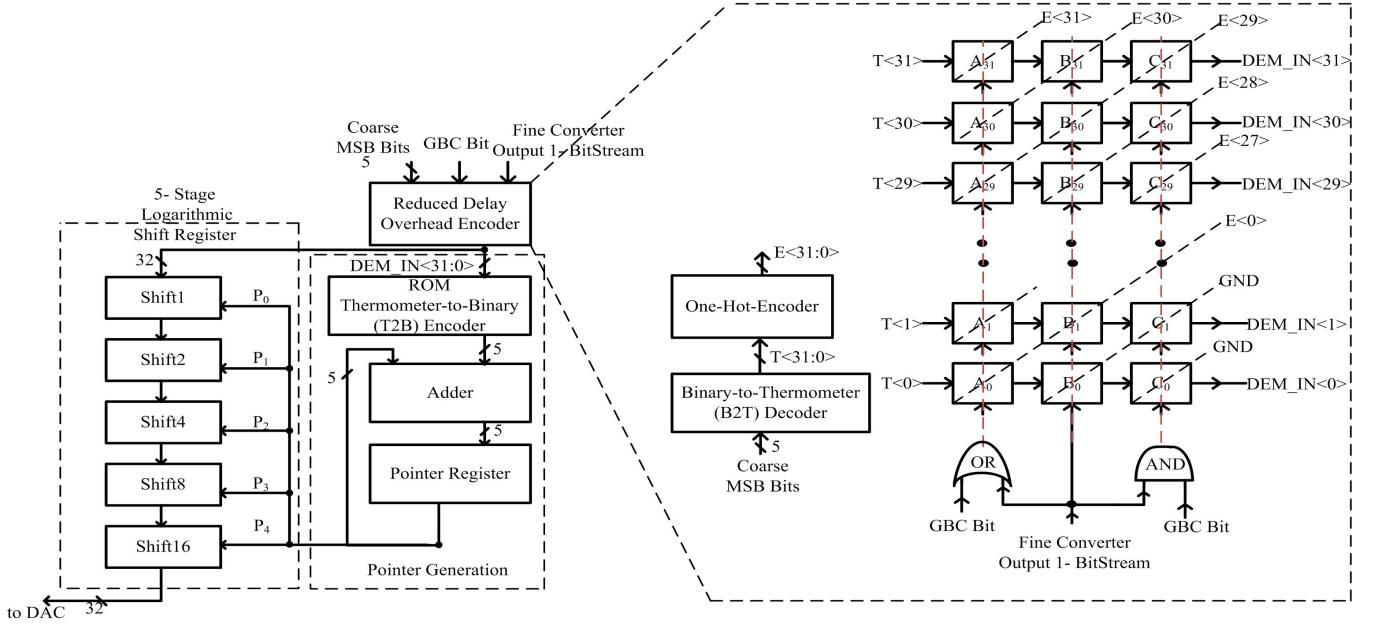 5- Stage
Logarithmic
Shift Register
32
Shift1
Shift2
Shift4
Shift8
Shift16
P0
P1
P2
P3
P4
to DAC
32
Coarse
MSB Bits
5
GBC Bit
Fine Converter
Output 1- BitStream
Reduced Delay
Overhead Encoder
DEM_IN<31:0>
ROM
Thermometer-to-Binary
(T2B) Encoder
5
5
Adder
5
Pointer Register
Pointer Generation
E<31:0>
One-Hot-Encoder
T<31:0>
Binary-to-Thermometer
(B2T) Decoder
5
Coarse
MSB Bits
E<31> E<30> E<29>
T<31> A31 B31 C31 DEM_IN<31>
E<28>
T<30> A30 B30 C30 DEM_IN<30>
E<27>
T<29> A29 B29 C29 DEM_IN<29>
E<0>
GND
T<1> A1 B1 C1 DEM_IN<1>
GND
T<0> A0 B0 C0 DEM_IN<0>
OR AND
GBC Bit GBC Bit
Fine Converter
Output 1- BitStream